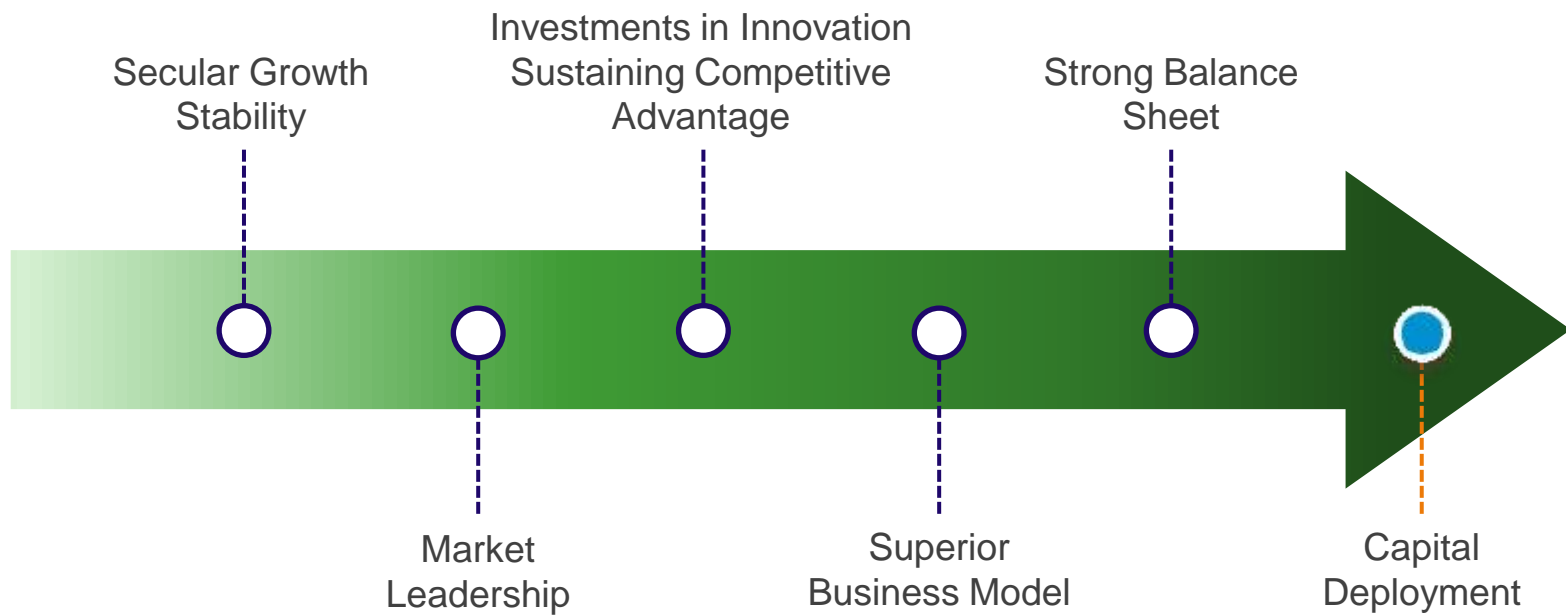 Secular Growth
Stability
Market
Leadership
Investments in Innovation
Sustaining Competitive
Advantage
Superior
Business Model
Strong Balance
Sheet
Capital
Deployment